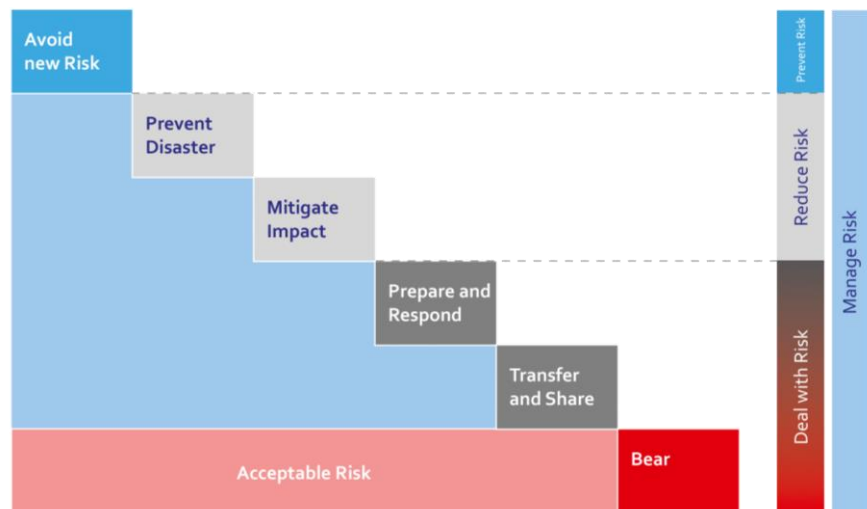 Avoid
new Risk
Prevent
Disaster
Mitigate
Impact
Prepare and
Respond
Transfer
and Share
Acceptable Risk
Bear
Prevent Risk
Reduce Risk
Deal with Risk
Manage Risk